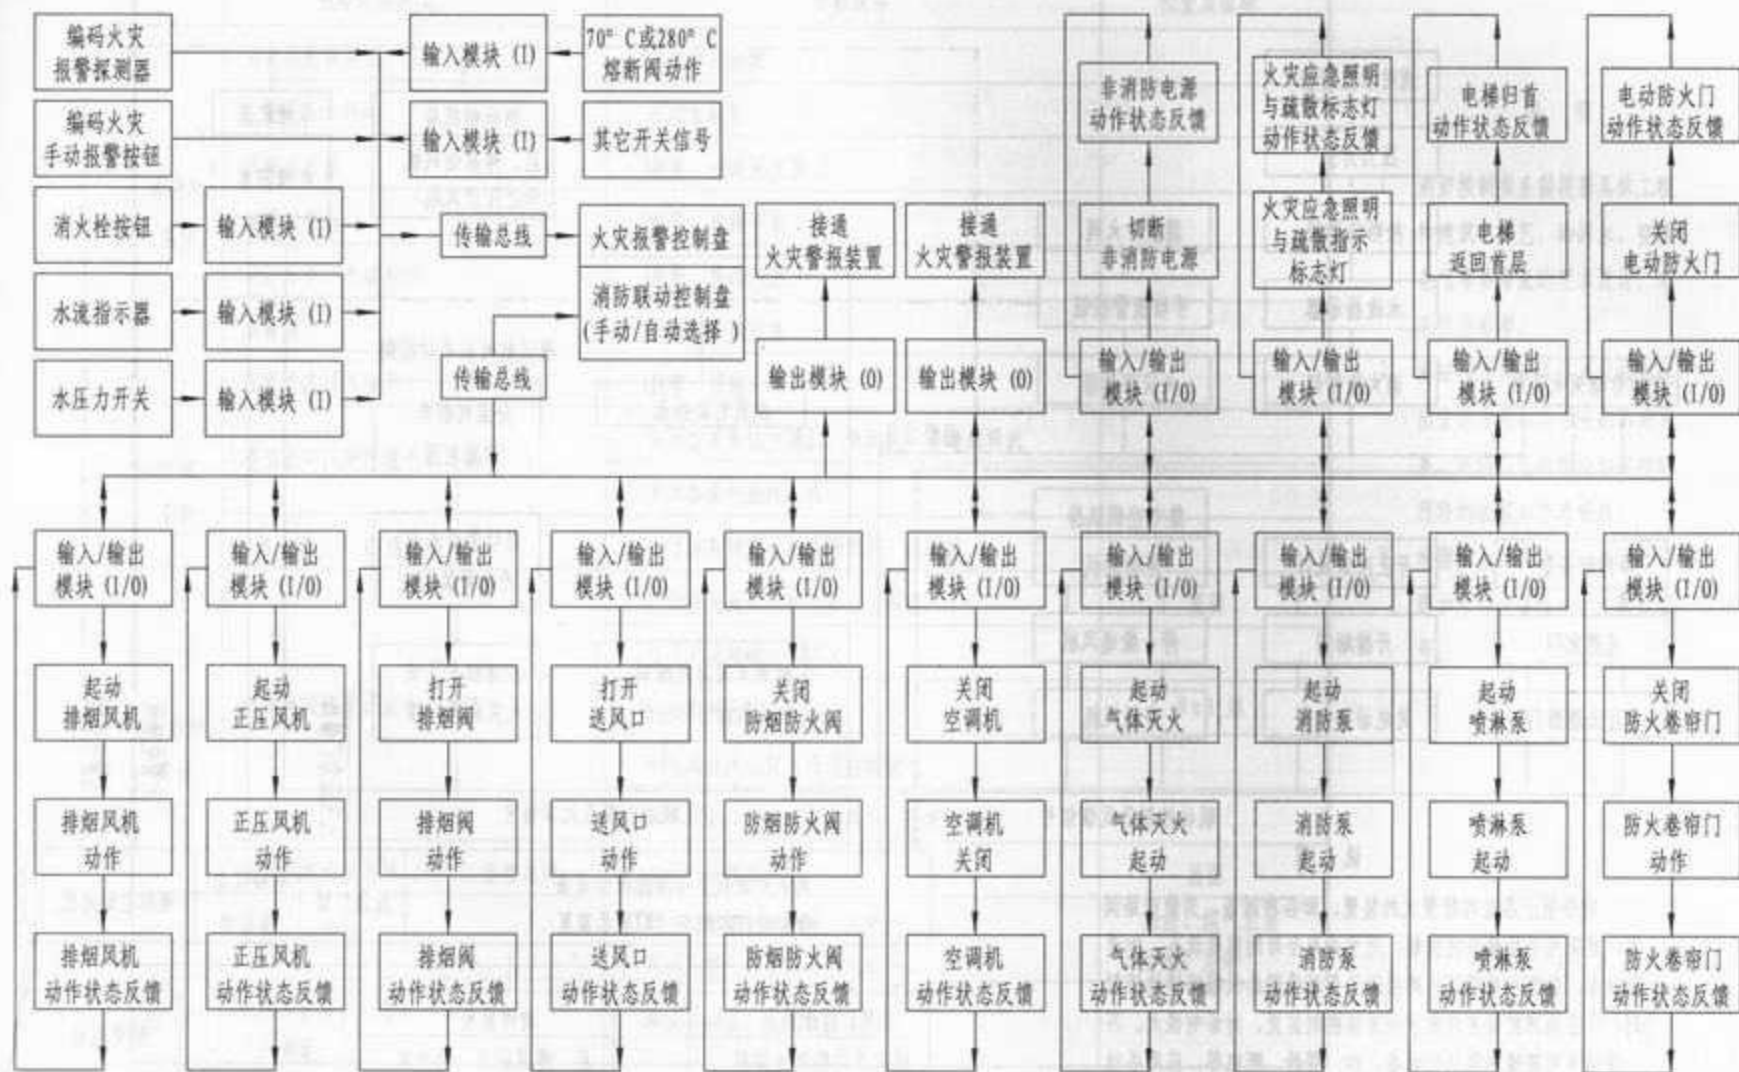 编码火灾
报警探测器
输入模块 (I)
70° C或280° C
熔断阀动作
编码火灾
手动报警按钮
输入模块 (I)
其它开关信号
消火栓按钮
输入模块 (I)
传输总线
火灾报警控制盘
消防联动控制盘
(手动/自动选择 )
水流指示器
输入模块 (I)
传输总线
水压力开关
输入模块 (I)
接通
火灾警报装置
输出模块 (O)
接通
火灾警报装置
输出模块 (O)
非消防电源
动作状态反馈
切断
非消防电源
输入/输出
模块 (I/O)
火灾应急照明
与疏散标志灯
动作状态反馈
火灾应急照明
与疏散指示
标志灯
输入/输出
模块 (I/O)
电梯归首
动作状态反馈
电梯
返回首层
输入/输出
模块 (I/O)
电动防火门
动作状态反馈
关闭
电动防火门
输入/输出
模块 (I/O)
输入/输出
模块 (I/O)
起动
排烟风机
排烟风机
动作
排烟风机
动作状态反馈
输入/输出
模块 (I/O)
起动
正压风机
正压风机
动作
正压风机
动作状态反馈
输入/输出
模块 (I/O)
打开
排烟阀
排烟阀
动作
排烟阀
动作状态反馈
输入/输出
模块 (I/O)
打开
送风口
送风口
动作
送风口
动作状态反馈
输入/输出
模块 (I/O)
关闭
防烟防火阀
防烟防火阀
动作
防烟防火阀
动作状态反馈
输入/输出
模块 (I/O)
关闭
空调机
空调机
关闭
空调机
动作状态反馈
输入/输出
模块 (I/O)
起动
气体灭火
气体灭火
起动
气体灭火
动作状态反馈
输入/输出
模块 (I/O)
起动
消防泵
消防泵
起动
消防泵
动作状态反馈
输入/输出
模块 (I/O)
起动
喷淋泵
喷淋泵
起动
喷淋泵
动作状态反馈
输入/输出
模块 (I/O)
关闭
防火卷帘门
防火卷帘门
动作
防火卷帘门
动作状态反馈